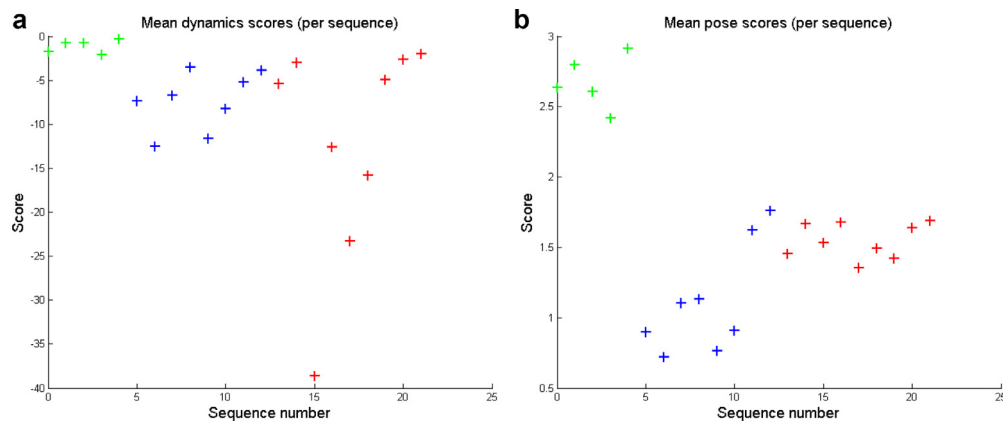 a
Mean dynamics scores (per sequence)
0
-5
-10
-15
-20
-25
-30
-35
-40
Score
0 5 10 15 20 25
Sequence number
b
Mean pose scores (per sequence)
3
2.5
2
1.5
1
0.5
Score
0 5 10 15 20 25
Sequence number